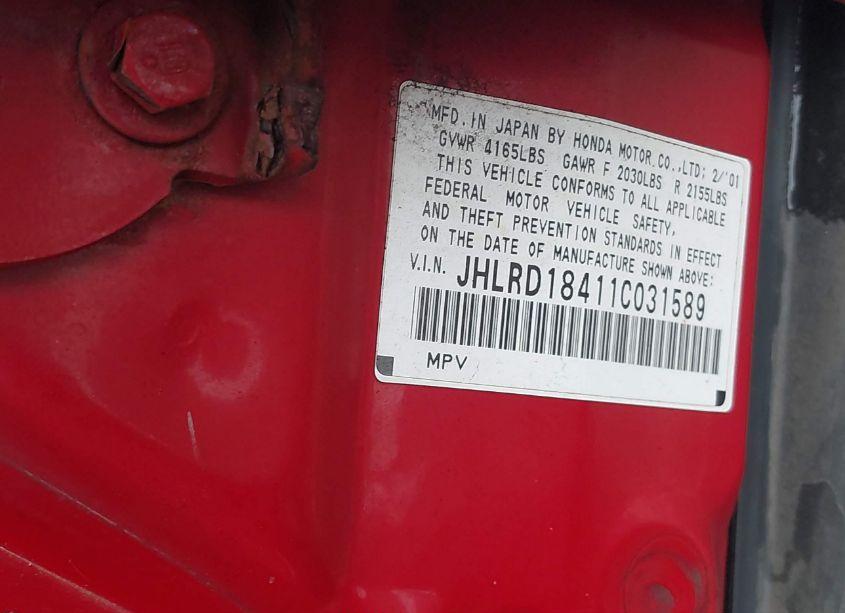 MFD.IN JAPAN BY HONDA MOTOR CO.,LTD; 2/'01
GVWR 4165LBS GAWR F 2030LBS R 2155LBS
THIS VEHICLE CONFORMS TO ALL APPLICABLE
FEDERAL MOTOR VEHICLE SAFETY,
AND THEFT PREVENTION STANDARDS IN EFFECT
ON THE DATE OF MANUFACTURE SHOWN ABOVE:
V.I.N. JHLRD18411C031589
MPV